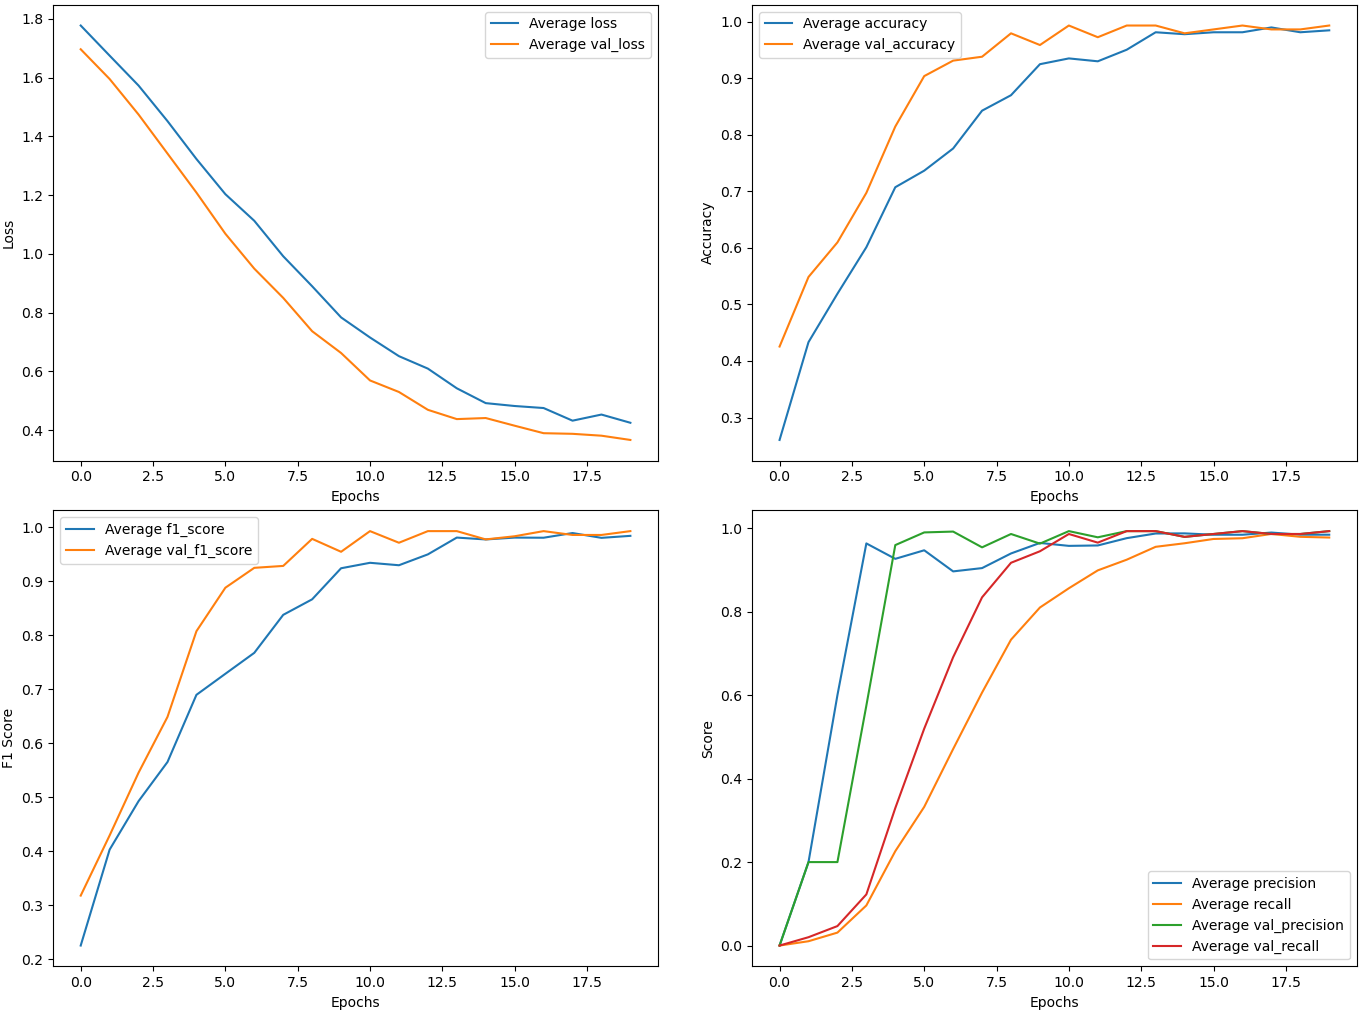 1.8
1.6
1.4
1.2
1.0
0.8
0.6
0.4
Loss
0.0 2.5 5.0 7.5 10.0 12.5 15.0 17.5
Epochs
Average loss
Average val_loss
1.0
0.9
0.8
0.7
0.6
0.5
0.4
0.3
Accuracy
0.0 2.5 5.0 7.5 10.0 12.5 15.0 17.5
Epochs
Average accuracy
Average val_accuracy
1.0
0.9
0.8
0.7
0.6
0.5
0.4
0.3
0.2
F1 Score
0.0 2.5 5.0 7.5 10.0 12.5 15.0 17.5
Epochs
Average f1_score
Average val_f1_score
1.0
0.8
0.6
0.4
0.2
0.0
Score
0.0 2.5 5.0 7.5 10.0 12.5 15.0 17.5
Epochs
Average precision
Average recall
Average val_precision
Average val_recall